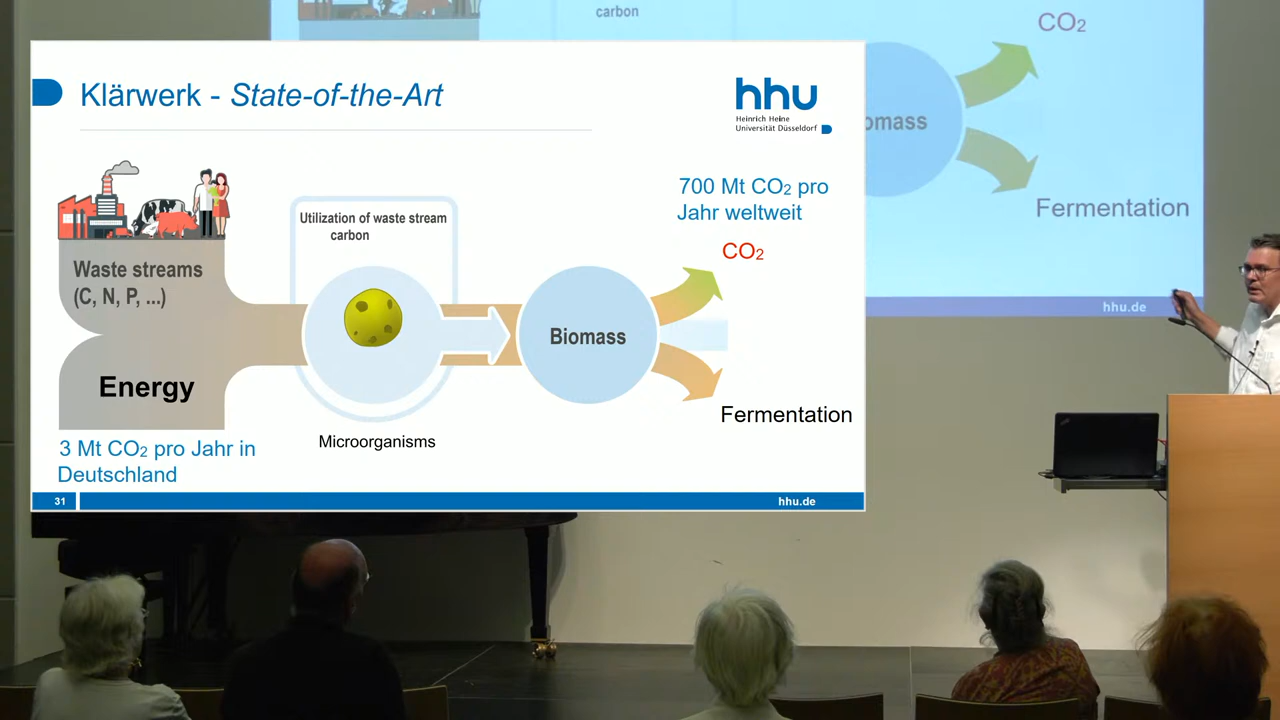 Klärwerk - State-of-the-Art
hhu
Heinrich Heine
Universität Düsseldorf
Waste streams
(C, N, P, ...)
Energy
3 Mt CO₂ pro Jahr in
Deutschland
Utilization of waste stream
carbon
Microorganisms
Biomass
700 Mt CO₂ pro
Jahr weltweit
CO₂
Fermentation
31
hhu.de
carbon
CO₂
omass
Fermentation
hhu.de